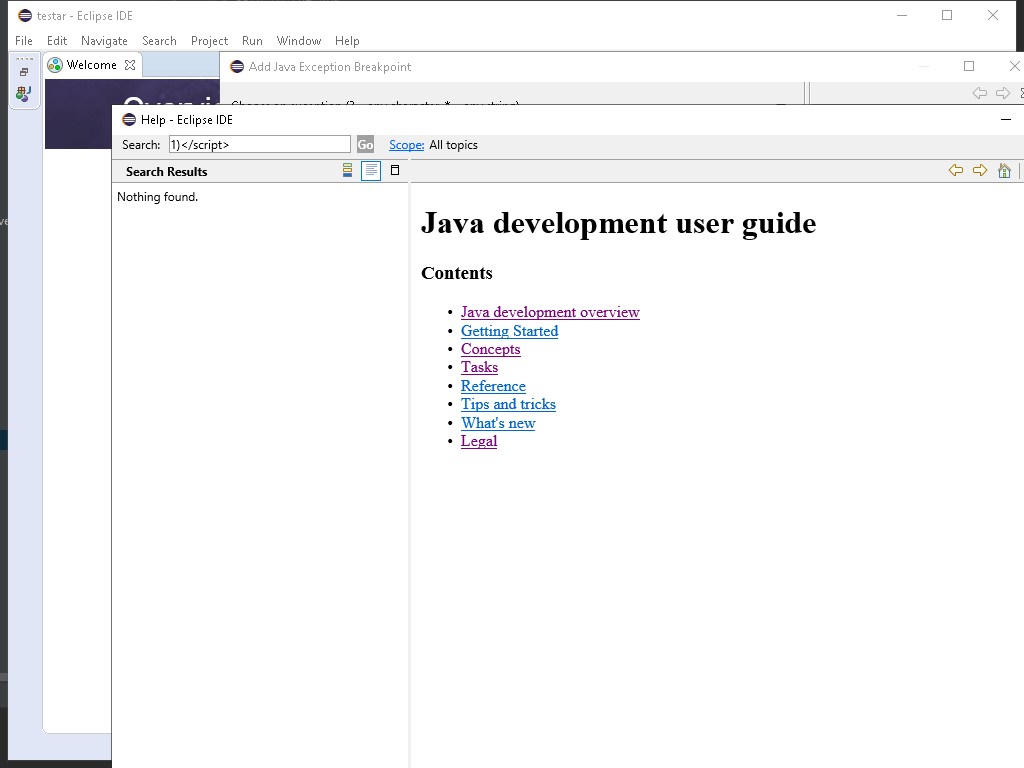 testar - Eclipse IDE
File Edit Navigate Search Project Run Window Help
Welcome
Add Java Exception Breakpoint
Help - Eclipse IDE
Search: 1)</script> Go Scope: All topics
Search Results
Nothing found.
Java development user guide
Contents
• Java development overview
• Getting Started
• Concepts
• Tasks
• Reference
• Tips and tricks
• What's new
• Legal